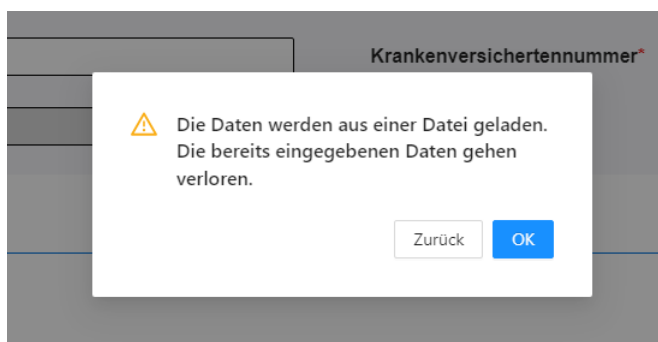 Krankenversichertennummer*
Die Daten werden aus einer Datei geladen.
Die bereits eingegebenen Daten gehen
verloren.
Zurück OK